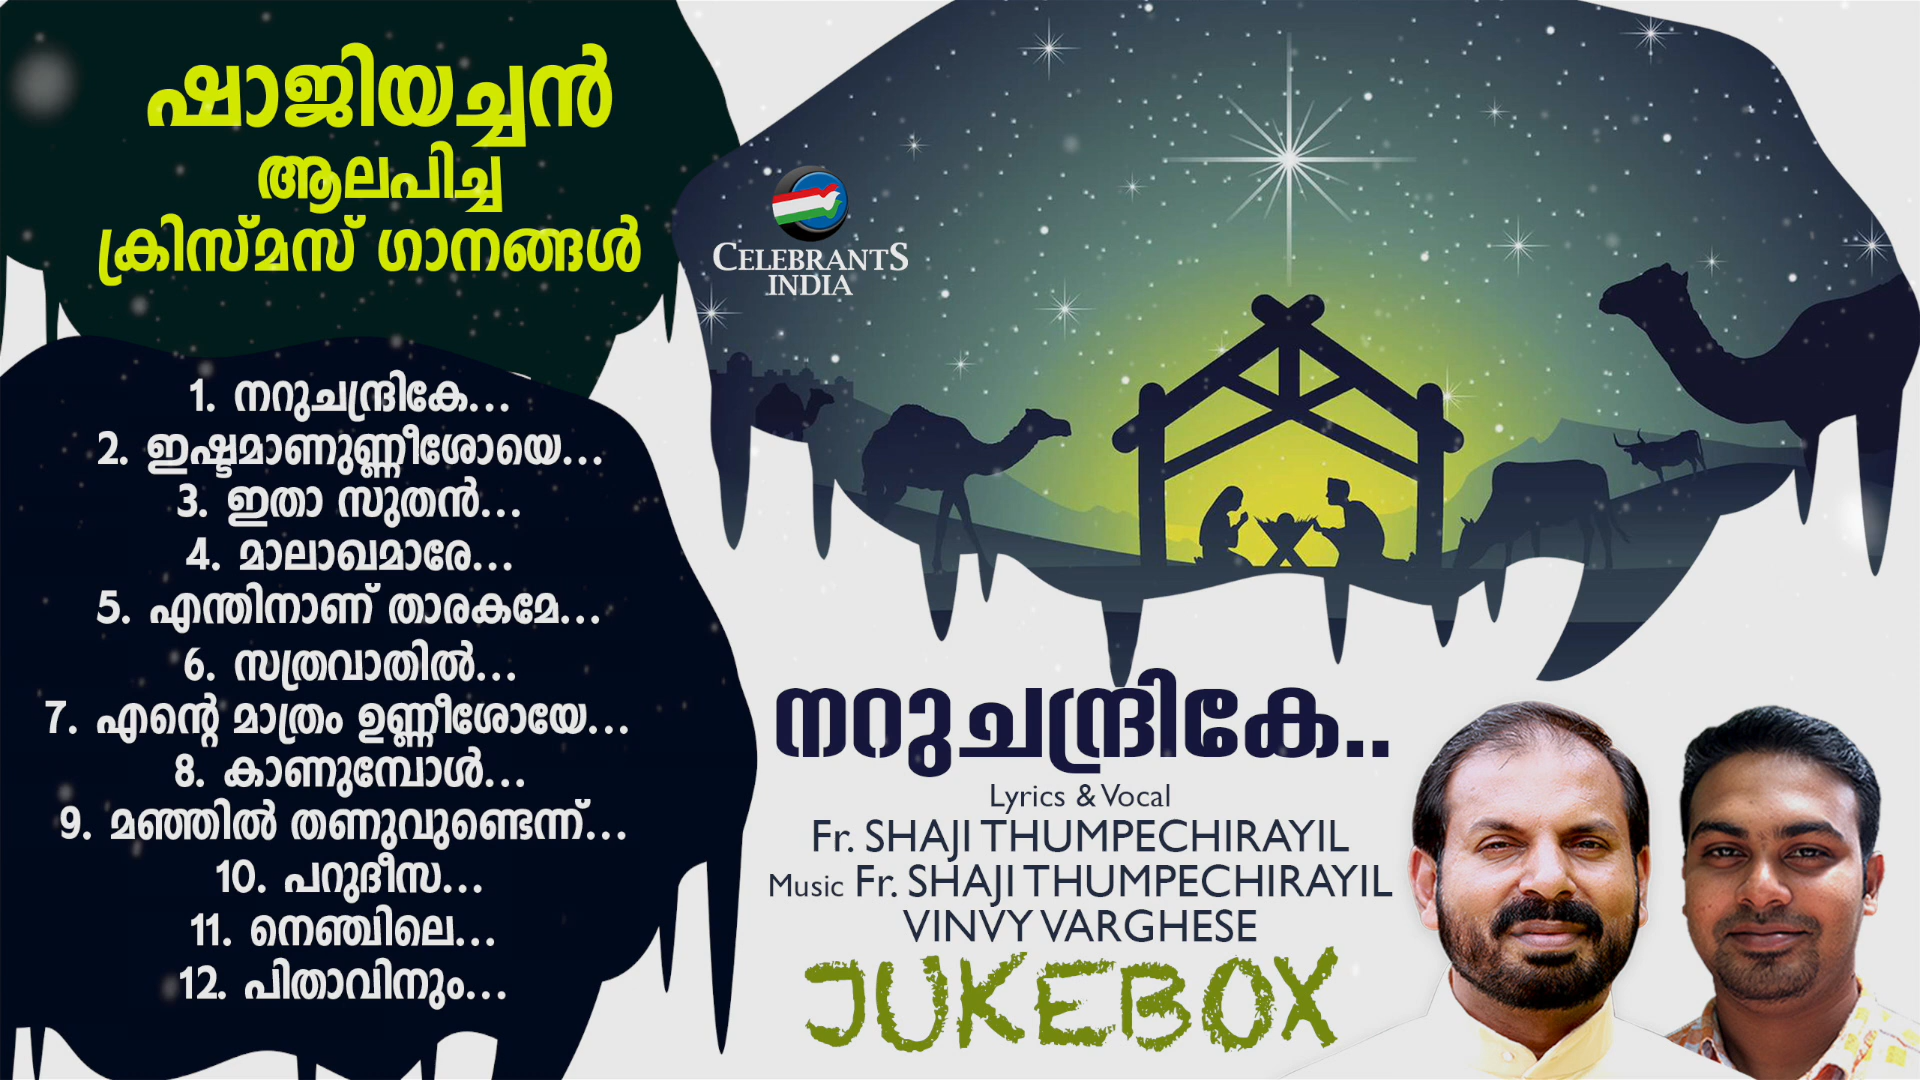 ഷാജിയച്ചൻ
ആലപിച്ച
ക്രിസ്മസ് ഗാനങ്ങൾ
1. നറുചന്ദ്രികേ...
2. ഇഷ്ടമാണുണ്ണീശോയെ...
3. ഇതാ സുതൻ...
4. മാലാഖമാരേ...
5. എന്തിനാണ് താരകമേ...
6. സത്രവാതിൽ...
7. എന്റെ മാത്രം ഉണ്ണീശോയേ...
8. കാണുമ്പോൾ...
9. മഞ്ഞിൽ തണുവുണ്ടെന്ന്...
10. പറുദീസ...
11. നെഞ്ചിലെ...
12. പിതാവിനും...
CELEBRANTS
INDIA
നറുചന്ദ്രികേ..
Lyrics & Vocal
Fr. SHAJI THUMPECHIRAYIL
Music Fr. SHAJI THUMPECHIRAYIL
VINVY VARGHESE
JUKEBOX